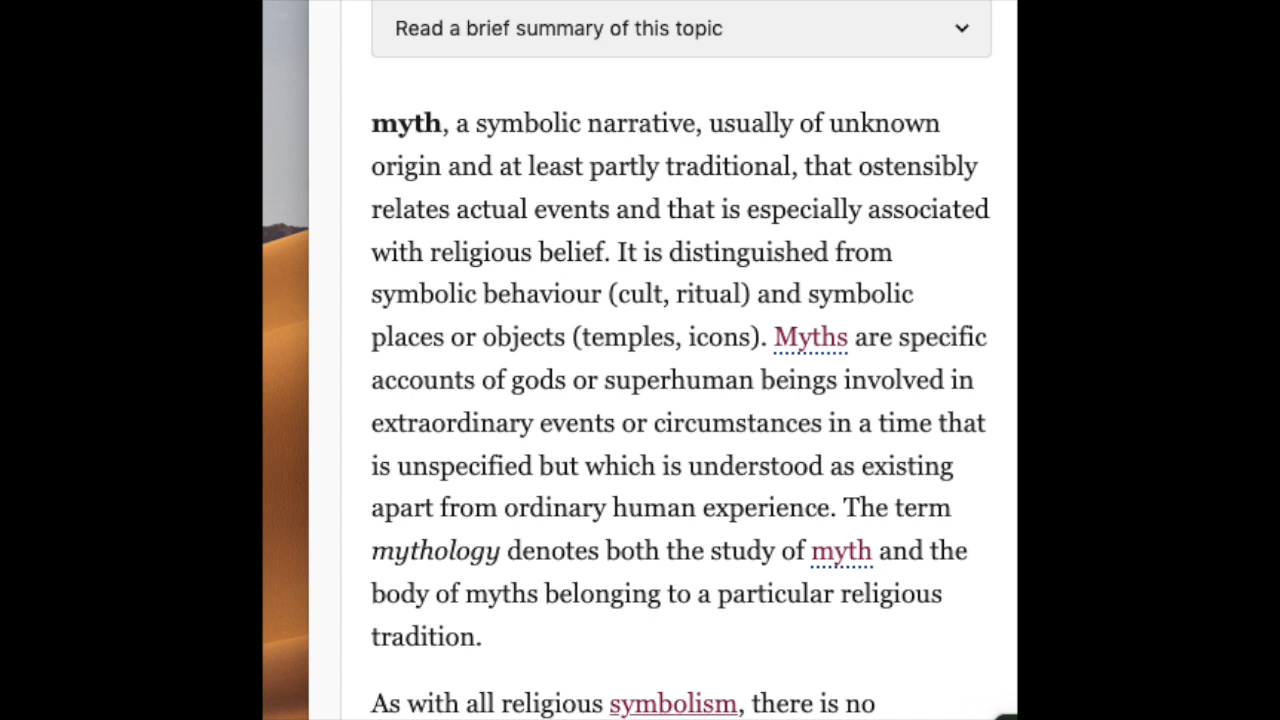 Read a brief summary of this topic
myth, a symbolic narrative, usually of unknown
origin and at least partly traditional, that ostensibly
relates actual events and that is especially associated
with religious belief. It is distinguished from
symbolic behaviour (cult, ritual) and symbolic
places or objects (temples, icons). Myths are specific
accounts of gods or superhuman beings involved in
extraordinary events or circumstances in a time that
is unspecified but which is understood as existing
apart from ordinary human experience. The term
mythology denotes both the study of myth and the
body of myths belonging to a particular religious
tradition.
As with all religious symbolism, there is no